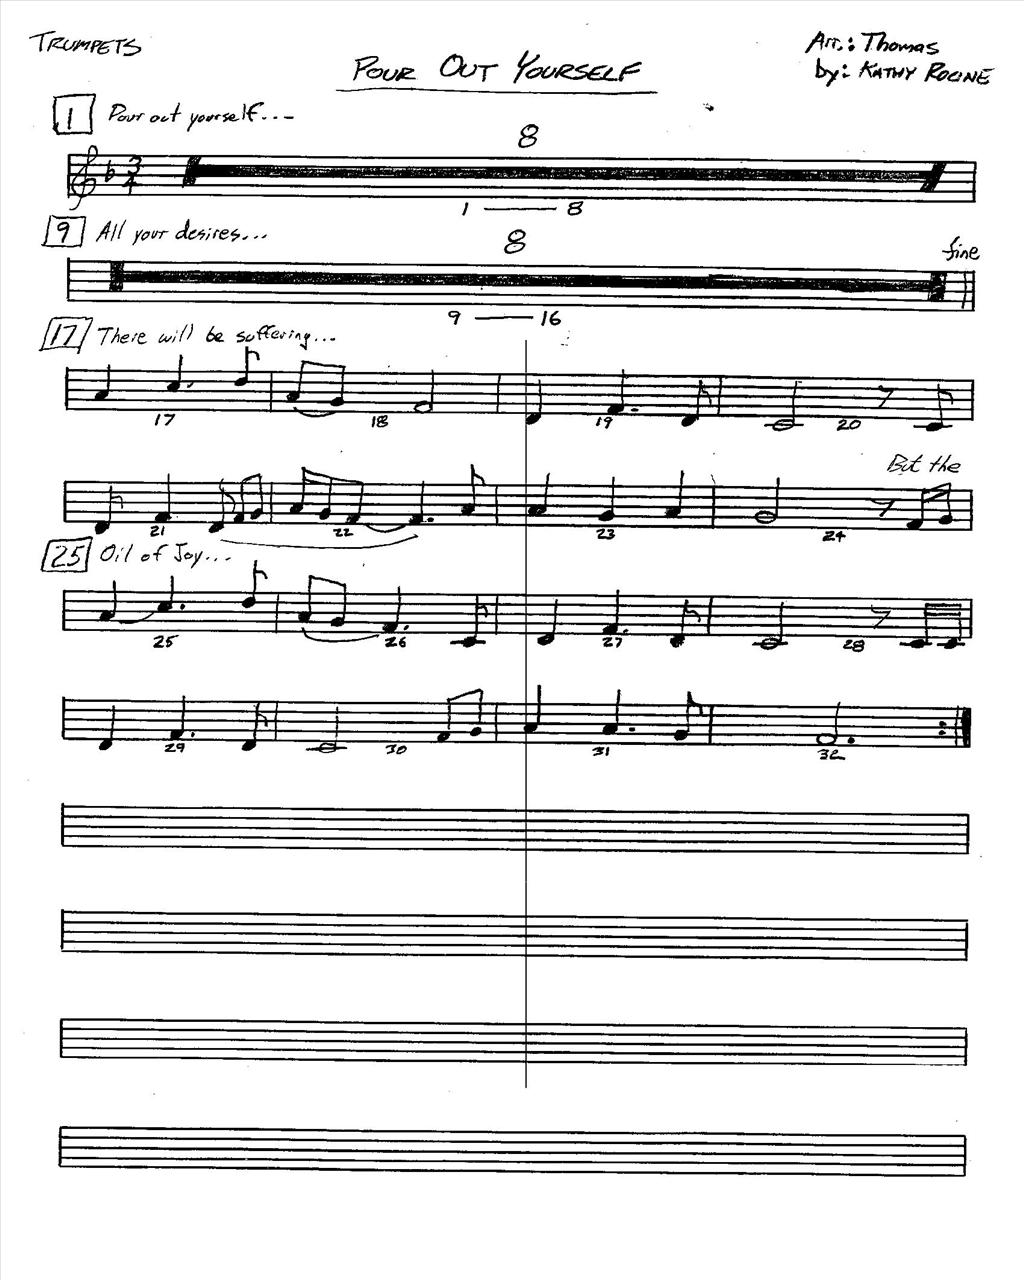 TRUMPETS
POUR OUT YOURSELF
Arr.: Thomas
by: KATHY ROLINE
1 Pour out yourself...
8
3
4
1 — 8
9 All your desires...
8
fine
9 — 16
17 There will be suffering...
17 18 19 20
But the
21 22 23 24
25 Oil of Joy...
25 26 27 28
29 30 31 32